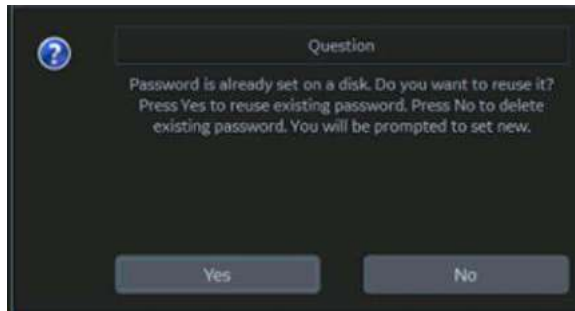 Question
Password is already set on a disk. Do you want to reuse it?
Press Yes to reuse existing password. Press No to delete
existing password. You will be prompted to set new.
Yes
No